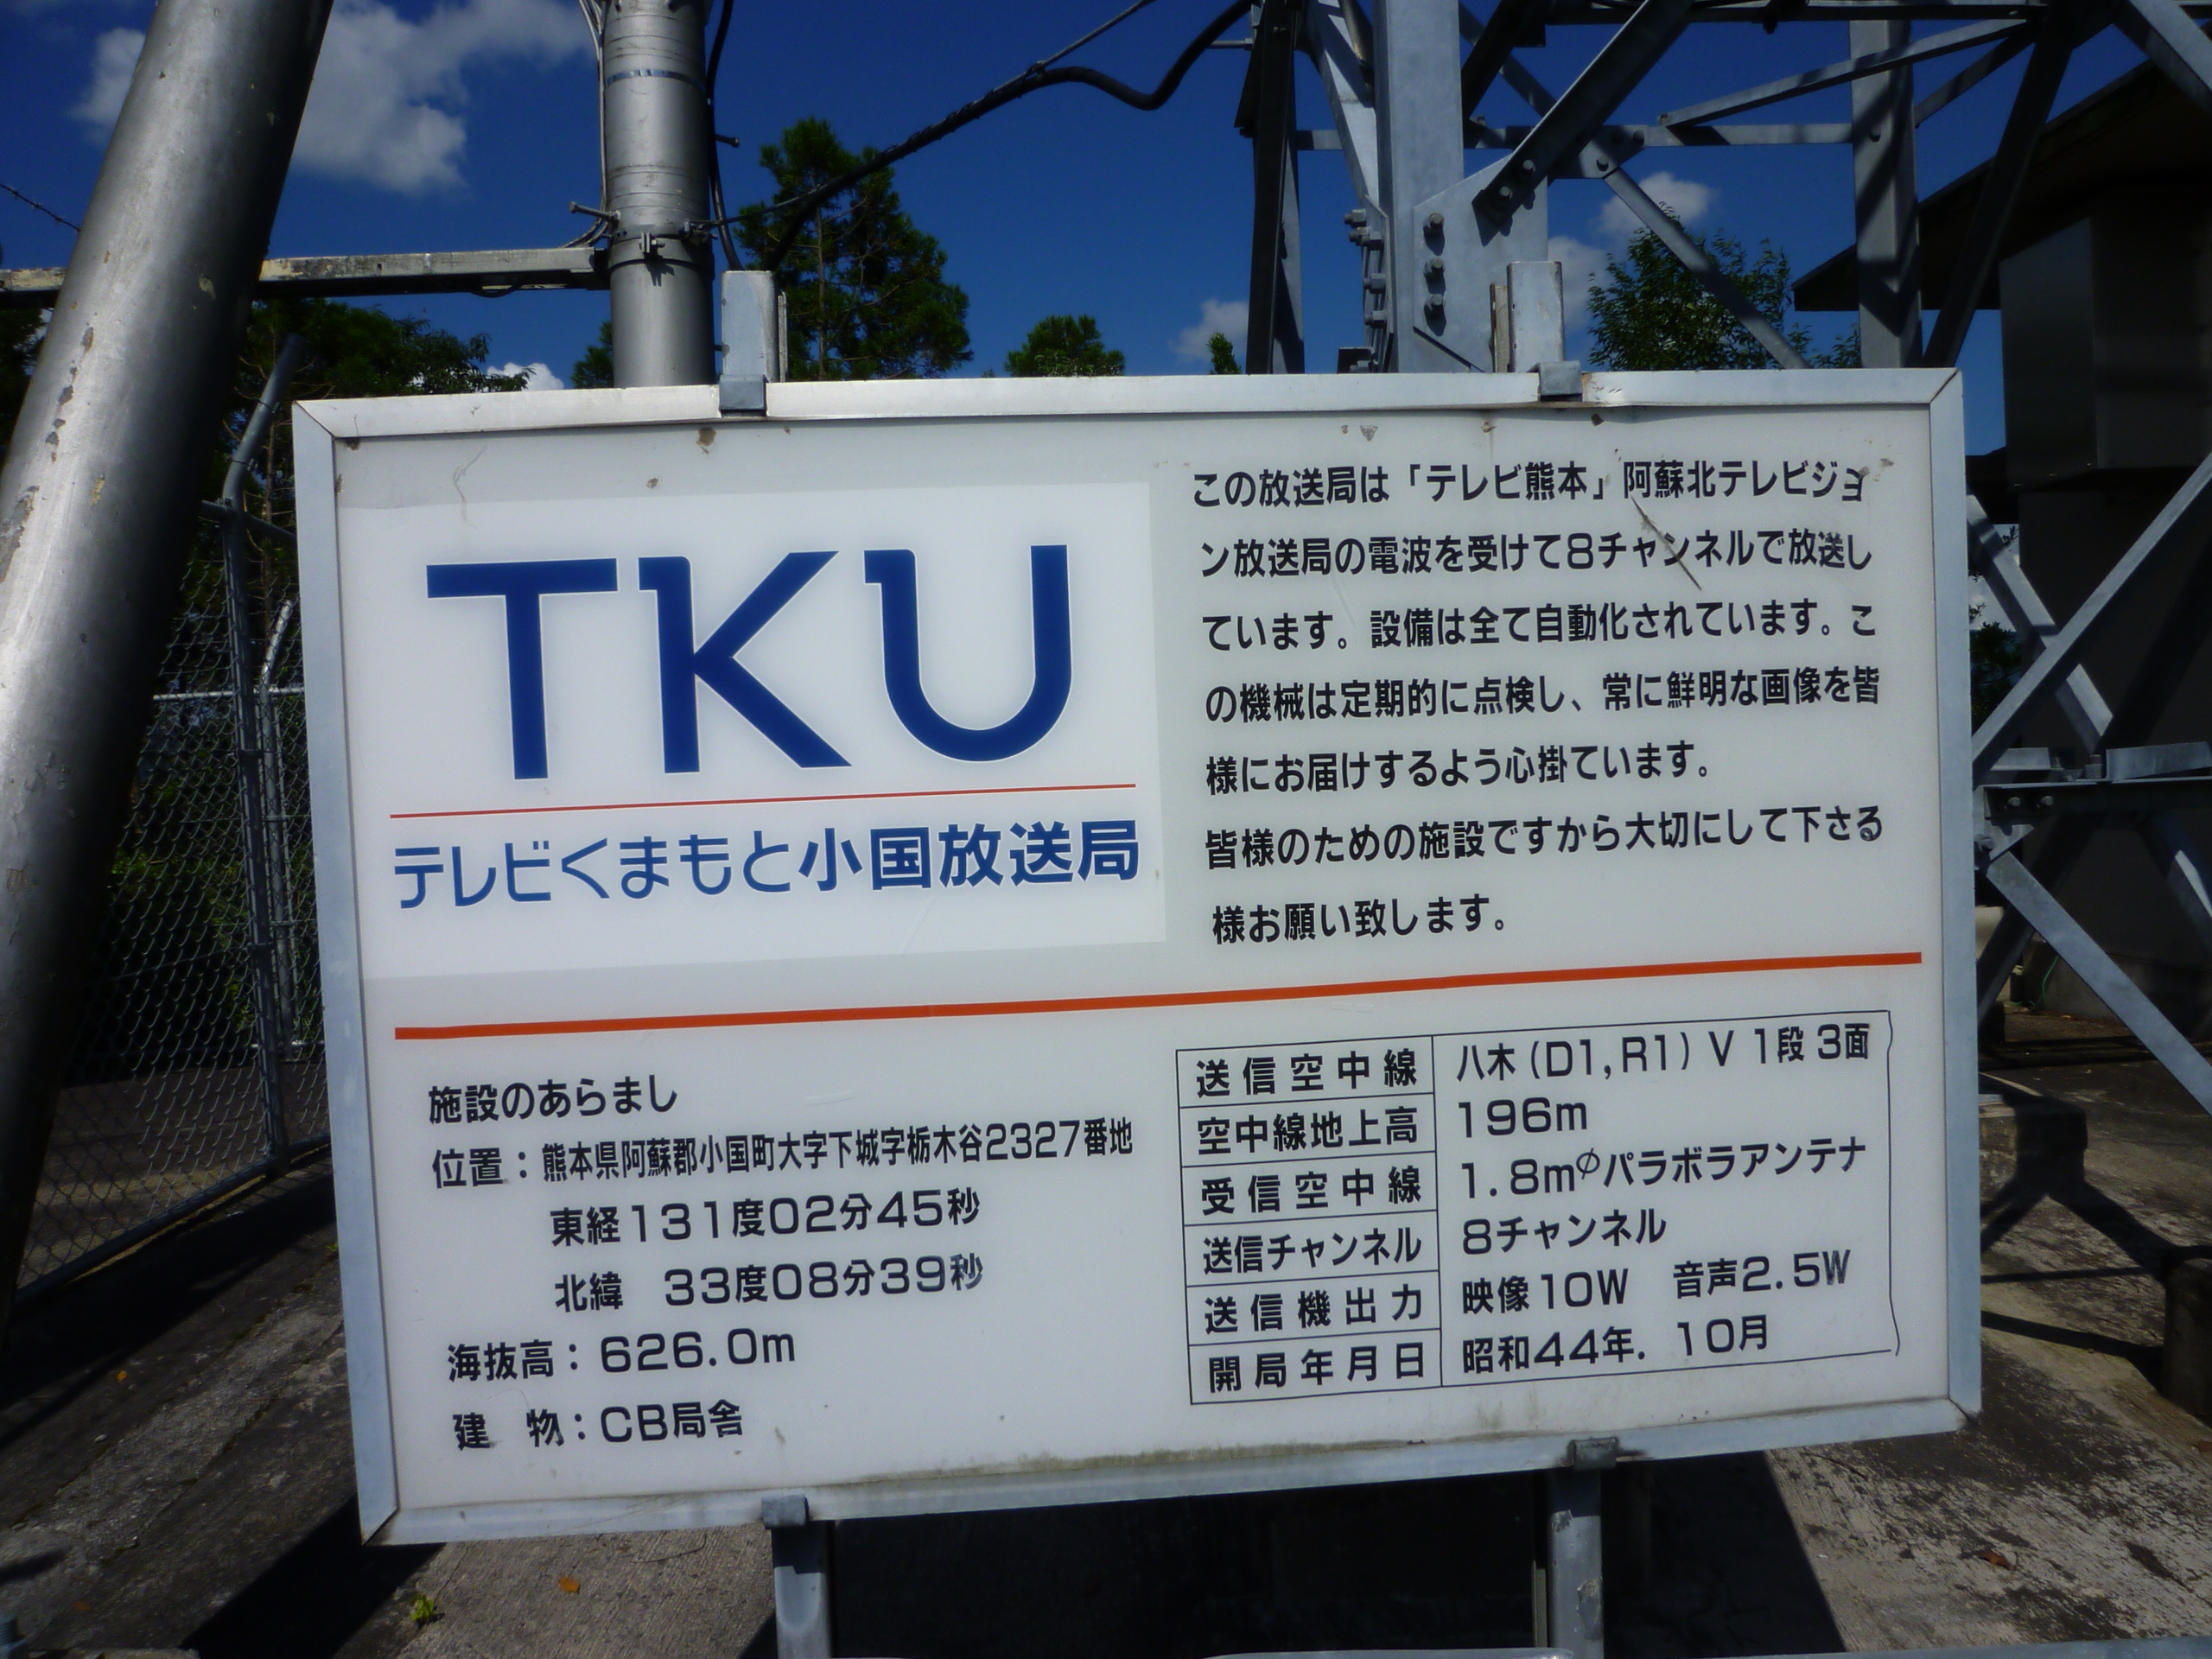 TKU
テレビくまもと小国放送局
この放送局は「テレビ熊本」阿蘇北テレビジョ
ン放送局の電波を受けて8チャンネルで放送し
ています。設備は全て自動化されています。こ
の機械は定期的に点検し、常に鮮明な画像を皆
様にお届けするよう心掛ています。
皆様のための施設ですから大切にして下さる
様お願い致します。
施設のあらまし
位置：熊本県阿蘇郡小国町大字下城字栃木谷2327番地
東経131度02分45秒
北緯 33度08分39秒
海抜高：626.0m
建 物：CB局舎
送信空中線 八木(D1,R1) V 1段3面
空中線地上高 196m
受信空中線 1.8mφパラボラアンテナ
送信チャンネル 8チャンネル
送信機出力 映像10W 音声2.5W
開局年月日 昭和44年.10月